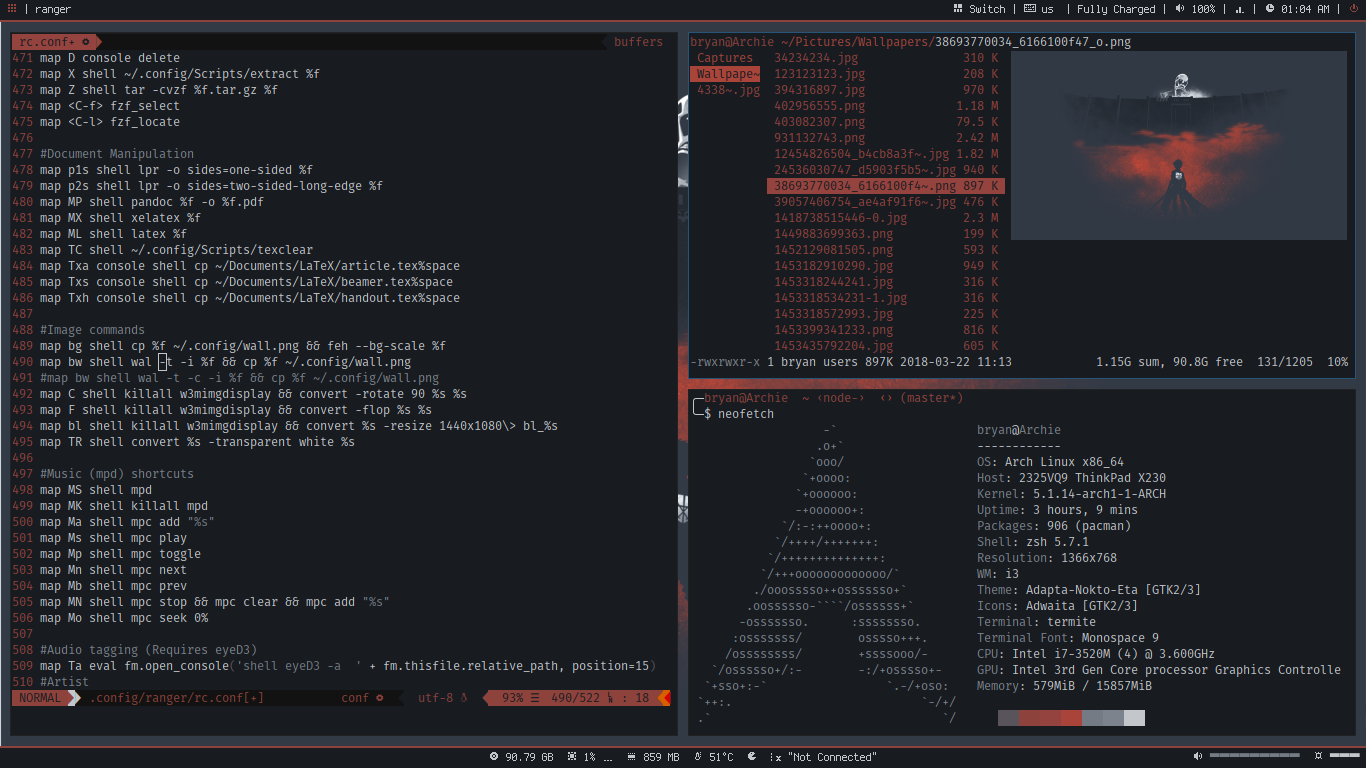 | ranger
Switch | us | Fully Charged | 100% | | 01:04 AM |
rc.conf+
buffers
471 map D console delete
472 map X shell ~/.config/Scripts/extract %f
473 map Z shell tar -cvzf %f.tar.gz %f
474 map <C-f> fzf_select
475 map <C-l> fzf_locate
476
477 #Document Manipulation
478 map p1s shell lpr -o sides=one-sided %f
479 map p2s shell lpr -o sides=two-sided-long-edge %f
480 map MP shell pandoc %f -o %f.pdf
481 map MX shell xelatex %f
482 map ML shell latex %f
483 map TC shell ~/.config/Scripts/texclear
484 map Txa console shell cp ~/Documents/LaTeX/article.tex%space
485 map Txs console shell cp ~/Documents/LaTeX/beamer.tex%space
486 map Txh console shell cp ~/Documents/LaTeX/handout.tex%space
487
488 #Image commands
489 map bg shell cp %f ~/.config/wall.png && feh --bg-scale %f
490 map bw shell wal -t -i %f && cp %f ~/.config/wall.png
491 #map bw shell wal -t -c -i %f && cp %f ~/.config/wall.png
492 map C shell killall w3mimgdisplay && convert -rotate 90 %s %s
493 map F shell killall w3mimgdisplay && convert -flop %s %s
494 map bl shell killall w3mimgdisplay && convert %s -resize 1440x1080\> bl_%s
495 map TR shell convert %s -transparent white %s
496
497 #Music (mpd) shortcuts
498 map MS shell mpd
499 map MK shell killall mpd
500 map Ma shell mpc add "%s"
501 map Ms shell mpc play
502 map Mp shell mpc toggle
503 map Mn shell mpc next
504 map Mb shell mpc prev
505 map MN shell mpc stop && mpc clear && mpc add "%s"
506 map Mo shell mpc seek 0%
507
508 #Audio tagging (Requires eyeD3)
509 map Ta eval fm.open_console('shell eyeD3 -a  ' + fm.thisfile.relative_path, position=15)
510 #Artist
NORMAL .config/ranger/rc.conf[+] conf utf-8 93% ☰ 490/522 : 18
bryan@Archie ~/Pictures/Wallpapers/38693770034_6166100f47_o.png
Captures
Wallpape~
4338~.jpg
34234234.jpg 310 K
123123123.jpg 208 K
394316897.jpg 970 K
402956555.png 1.18 M
403082307.png 79.5 K
931132743.png 2.42 M
12454826504_b4cb8a3f~.jpg 1.82 M
24536030747_d5903f5b5~.jpg 940 K
38693770034_6166100f4~.png 897 K
39057406754_ae4af91f6~.jpg 476 K
1418738515446-0.jpg 2.3 M
1449883699363.png 199 K
1452129081505.png 593 K
1453182910290.jpg 949 K
1453318244241.jpg 316 K
1453318534231-1.jpg 316 K
1453318572993.jpg 225 K
1453399341233.png 816 K
1453435792204.png 605 K
-rwxrwxr-x 1 bryan users 897K 2018-03-22 11:13 1.15G sum, 90.8G free 131/1205 10%
bryan@Archie ~ ‹node-› ‹› (master*)
$ neofetch
-`
.o+`
`ooo/
`+oooo:
`+oooooo:
-+oooooo+:
`/:-:++oooo+:
`/++++/+++++++:
`/++++++++++++++:
`/+++ooooooooooooo/`
./ooosssso++osssssso+`
.oossssso-````/ossssss+`
-osssssso. :ssssssso.
:osssssss/ osssso+++.
/ossssssss/ +ssssooo/-
`/ossssso+/:- -:/+osssso+-
`+sso+:-` `.-/+oso:
`++:. `-/+/
.` `/
bryan@Archie
------------
OS: Arch Linux x86_64
Host: 2325VQ9 ThinkPad X230
Kernel: 5.1.14-arch1-1-ARCH
Uptime: 3 hours, 9 mins
Packages: 906 (pacman)
Shell: zsh 5.7.1
Resolution: 1366x768
WM: i3
Theme: Adapta-Nokto-Eta [GTK2/3]
Icons: Adwaita [GTK2/3]
Terminal: termite
Terminal Font: Monospace 9
CPU: Intel i7-3520M (4) @ 3.600GHz
GPU: Intel 3rd Gen Core processor Graphics Controlle
Memory: 579MiB / 15857MiB
90.79 GB 1% ... 859 MB 51°C :x "Not Connected"